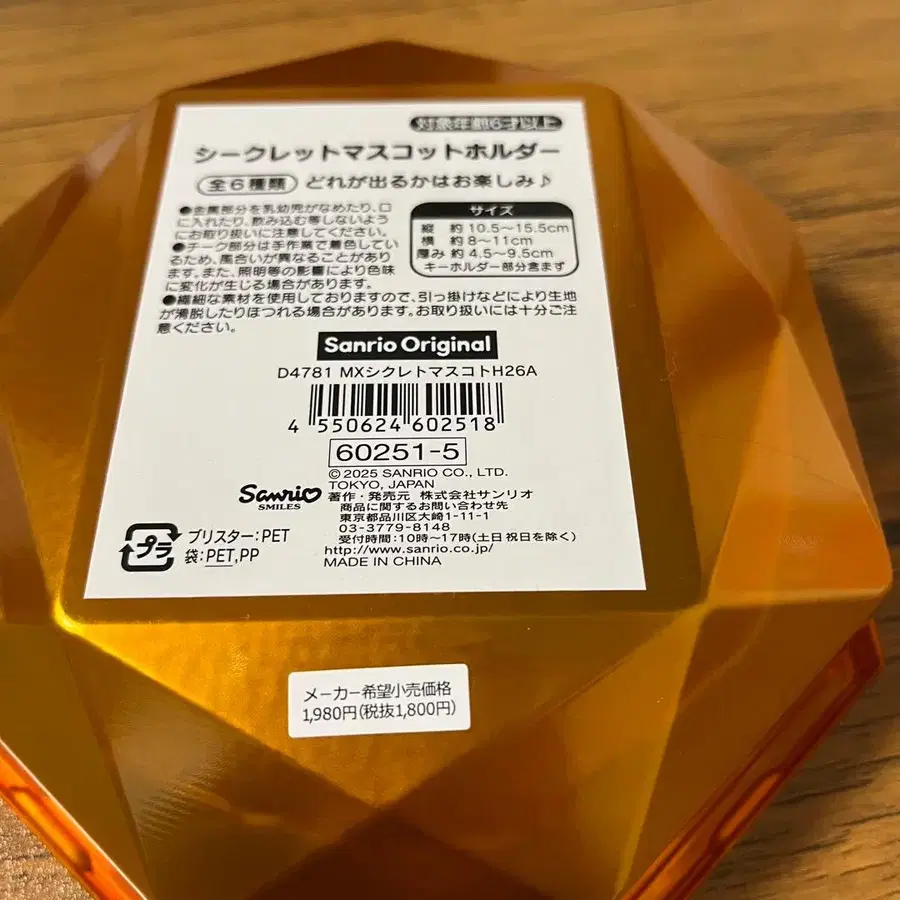 対象年齢6才以上
シークレットマスコットホルダー
全6種類 どれが出るかはお楽しみ♪
●金属部分を乳幼児がなめたり、口
に入れたり、飲み込む等しないよう
にお取り扱いに注意してください。
●チーク部分は手作業で着色してい
るため、風合いが異なることがあり
ます。また、照明等の影響により色味
に変化が生じる場合があります。
●繊細な素材を使用しておりますので、引っ掛けなどにより生地
が滑脱したりほつれる場合があります。お取り扱いには十分ご注
意ください。
サイズ
縦 約10.5～15.5cm
横 約8～11cm
厚み 約4.5～9.5cm
キーホルダー部分含まず
Sanrio Original
D4781 MXシクレトマスコトH26A
4 550624 602518
60251-5
© 2025 SANRIO CO., LTD.
TOKYO, JAPAN
Sanrio
SMILES
著作・発売元 株式会社サンリオ
商品に関するお問い合わせ先
東京都品川区大崎1-11-1
03-3779-8148
受付時間:10時～17時(土日祝日を除く)
http://www.sanrio.co.jp/
MADE IN CHINA
プラ
ブリスター:PET
袋:PET,PP
メーカー希望小売価格
1,980円(税抜1,800円)